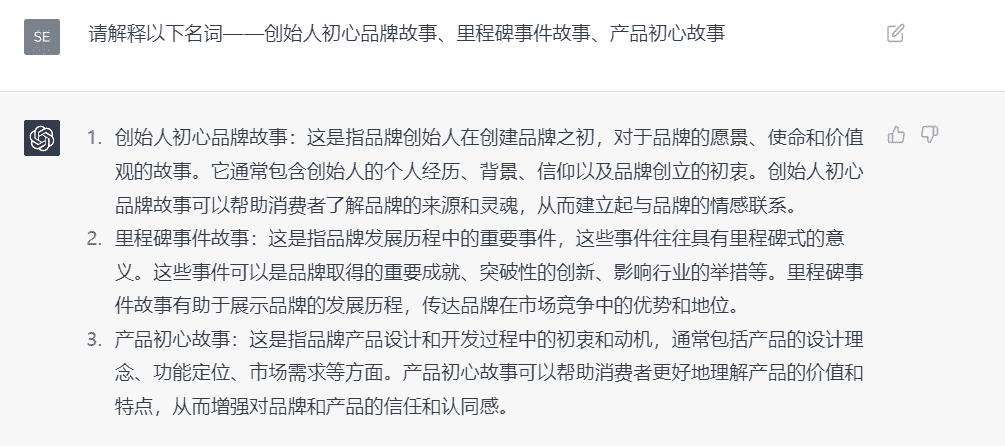 SE
请解释以下名词——创始人初心品牌故事、里程碑事件故事、产品初心故事
1. 创始人初心品牌故事：这是指品牌创始人在创建品牌之初，对于品牌的愿景、使命和价值
观的故事。它通常包含创始人的个人经历、背景、信仰以及品牌创立的初衷。创始人初心
品牌故事可以帮助消费者了解品牌的来源和灵魂，从而建立起与品牌的情感联系。
2. 里程碑事件故事：这是指品牌发展历程中的重要事件，这些事件往往具有里程碑式的意
义。这些事件可以是品牌取得的重要成就、突破性的创新、影响行业的举措等。里程碑事
件故事有助于展示品牌的发展历程，传达品牌在市场竞争中的优势和地位。
3. 产品初心故事：这是指品牌产品设计和开发过程中的初衷和动机，通常包括产品的设计理
念、功能定位、市场需求等方面。产品初心故事可以帮助消费者更好地理解产品的价值和
特点，从而增强对品牌和产品的信任和认同感。